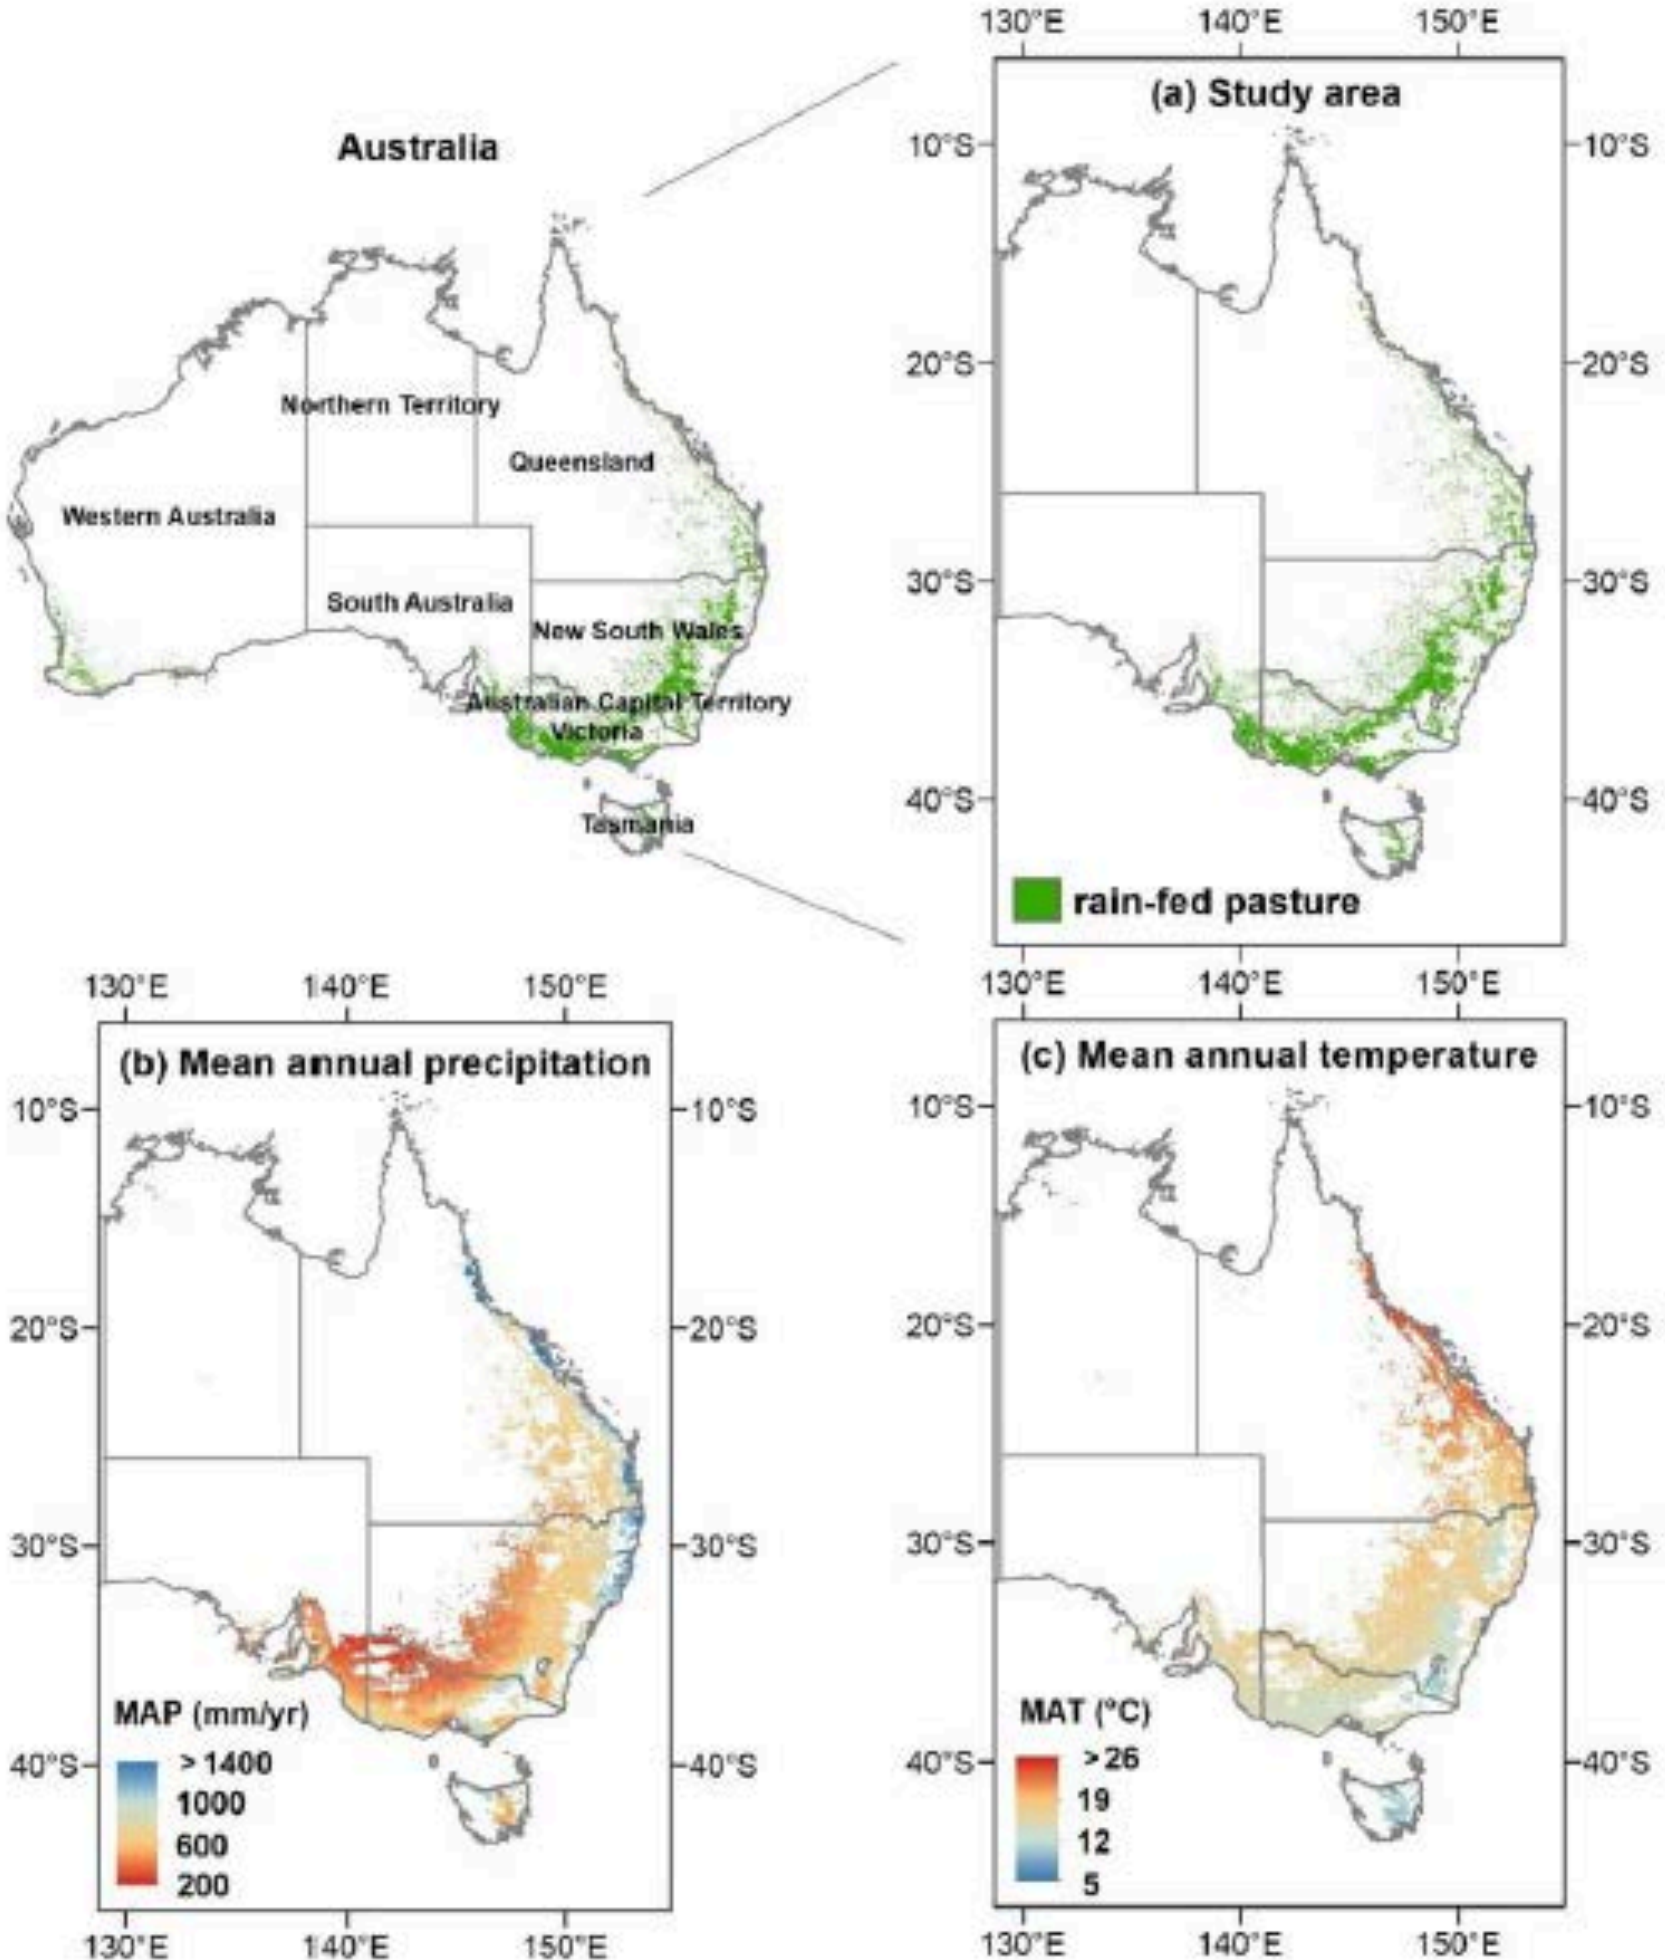 130°E 140°E 150°E
(a) Study area
Australia
10°S 10°S
20°S 20°S
30°S 30°S
40°S 40°S
Northern Territory
Queensland
Western Australia
South Australia
New South Wales
Australian Capital Territory
Victoria
Tasmania
rain-fed pasture
130°E 140°E 150°E
130°E 140°E 150°E
(b) Mean annual precipitation
10°S 10°S
20°S 20°S
30°S 30°S
40°S 40°S
MAP (mm/yr)
> 1400
1000
600
200
130°E 140°E 150°E
(c) Mean annual temperature
10°S 10°S
20°S 20°S
30°S 30°S
40°S 40°S
MAT (°C)
> 26
19
12
5
130°E 140°E 150°E